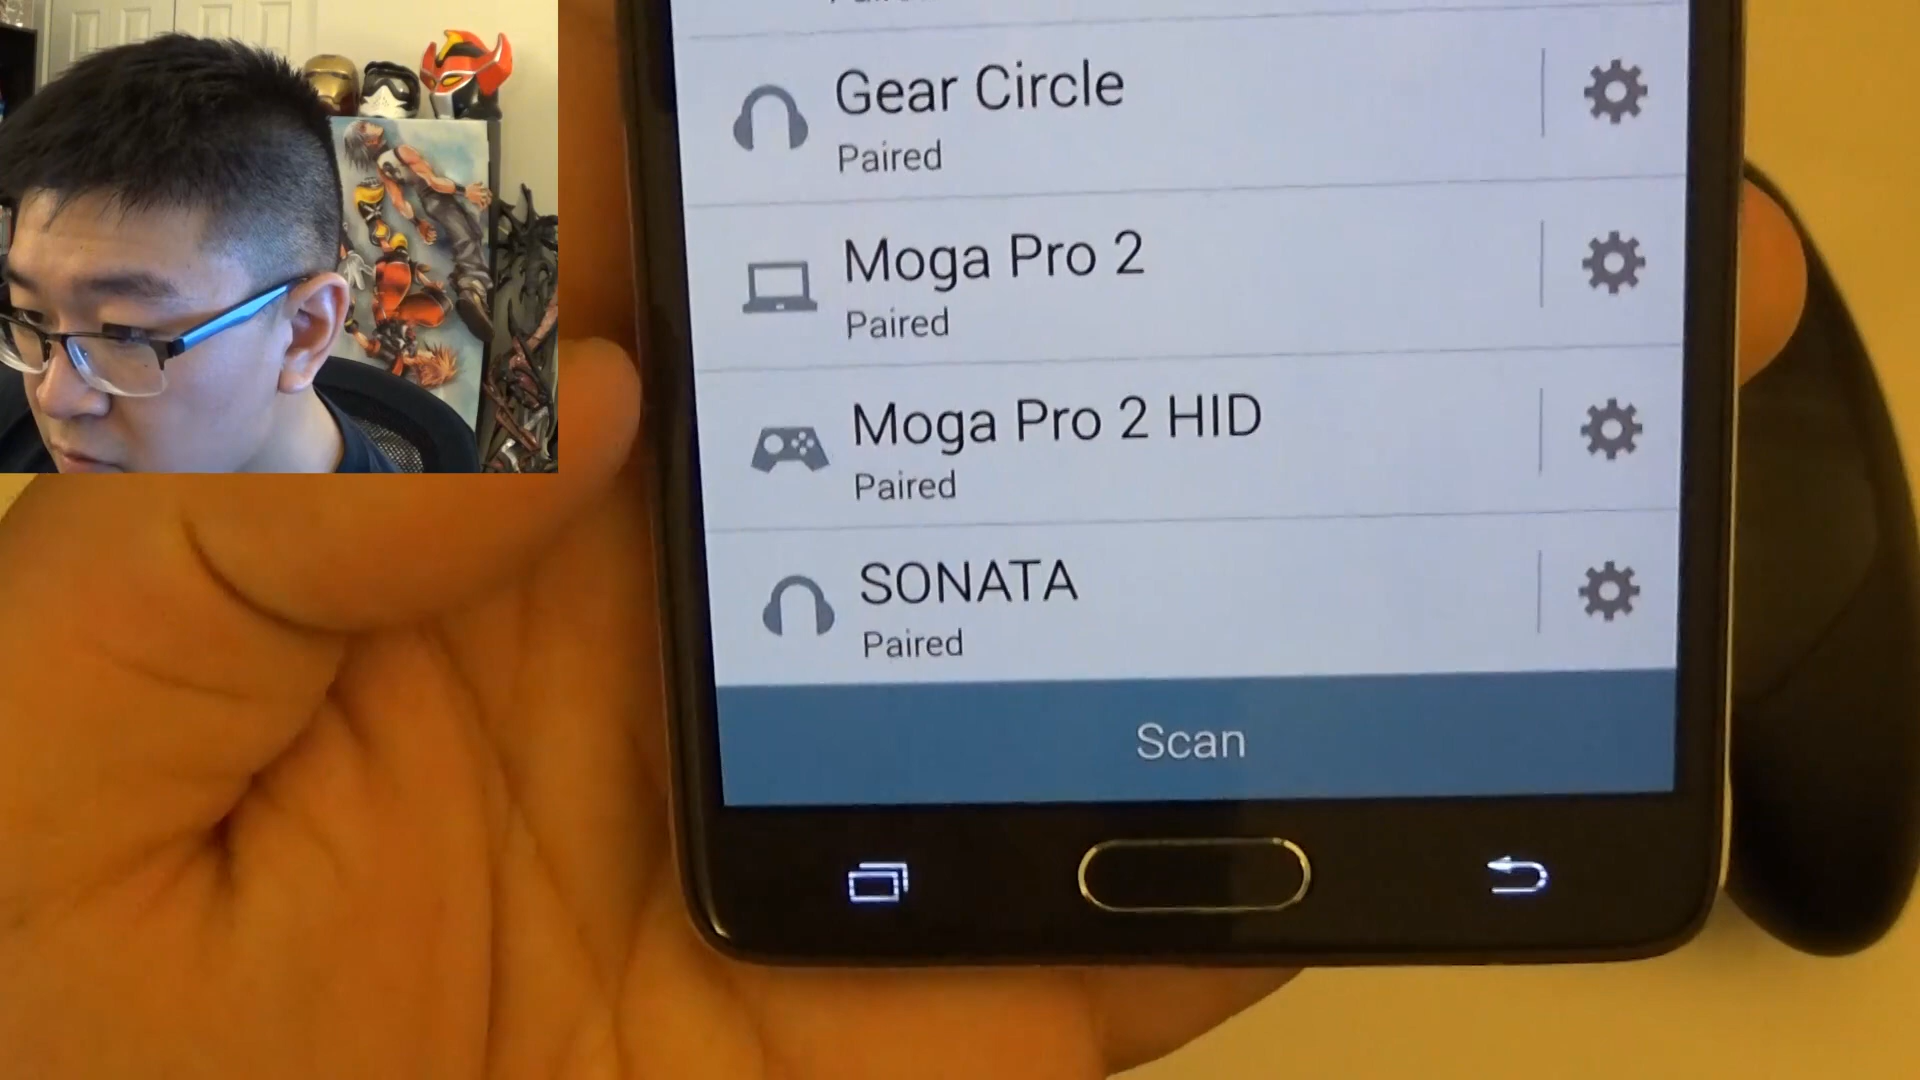 Gear Circle
Paired
Moga Pro 2
Paired
Moga Pro 2 HID
Paired
SONATA
Paired
Scan